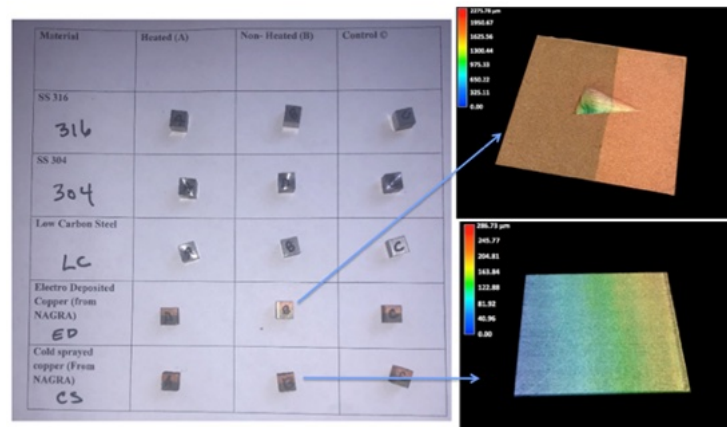 Material Heated (A) Non- Heated (B) Control ©
SS 316
316
A C
SS 304
304
Low Carbon Steel
LC
B C
Electro Deposited
Copper (from
NAGRA)
ED
Cold sprayed
copper (From
NAGRA)
CS
2275.78 µm
1950.67
1625.56
1300.44
975.33
650.22
325.11
0.00
286.73 µm
245.77
204.81
163.84
122.88
81.92
40.96
0.00